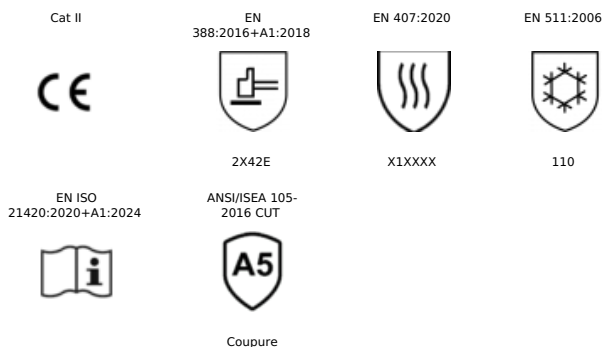 Cat II
EN
388:2016+A1:2018
EN 407:2020
EN 511:2006
CE
2X42E
X1XXXX
110
EN ISO
21420:2020+A1:2024
ANSI/ISEA 105-
2016 CUT
i
A5
Coupure